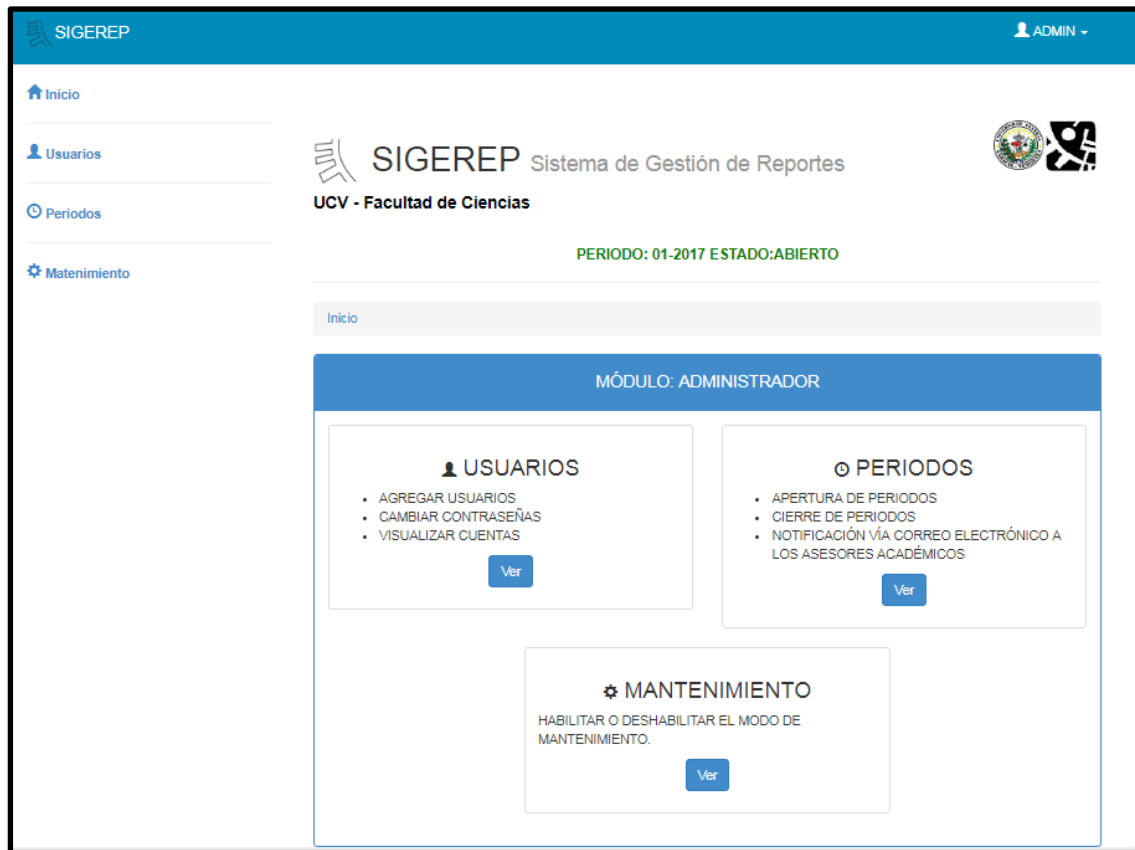 SIGEREP
ADMIN
Inicio
Usuarios
Periodos
Matenimiento
SIGEREP Sistema de Gestión de Reportes
UCV - Facultad de Ciencias
PERIODO: 01-2017 ESTADO:ABIERTO
Inicio
MÓDULO: ADMINISTRADOR
USUARIOS
AGREGAR USUARIOS
CAMBIAR CONTRASEÑAS
VISUALIZAR CUENTAS
Ver
PERIODOS
APERTURA DE PERIODOS
CIERRE DE PERIODOS
NOTIFICACIÓN VÍA CORREO ELECTRÓNICO A
LOS ASESORES ACADÉMICOS
Ver
MANTENIMIENTO
HABILITAR O DESHABILITAR EL MODO DE
MANTENIMIENTO.
Ver